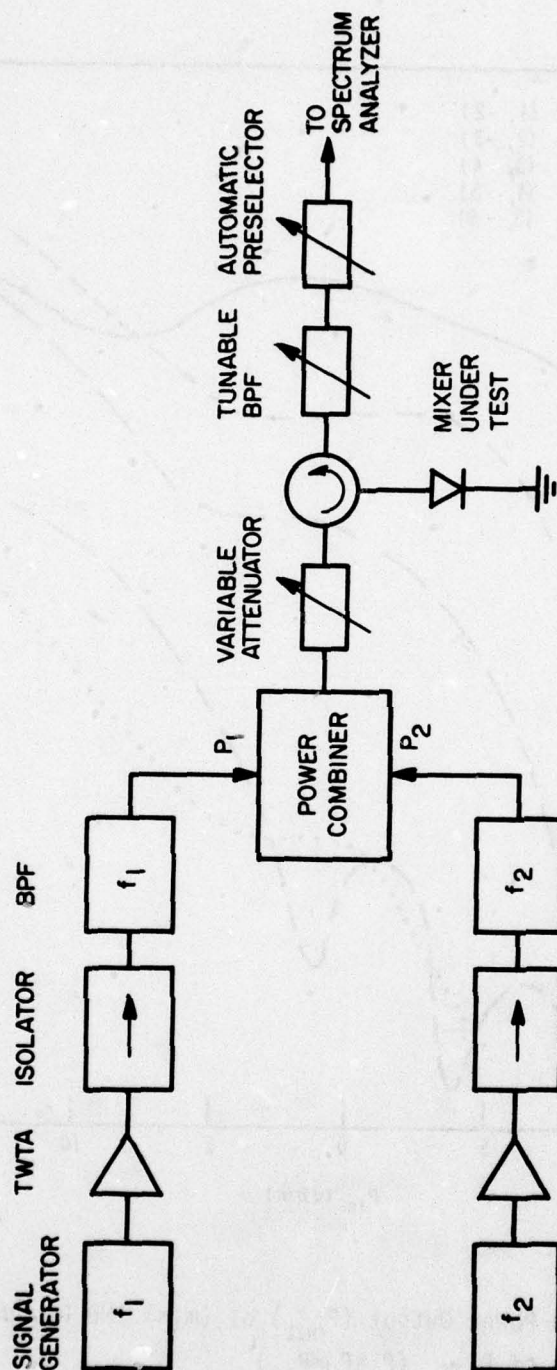 SIGNAL
GENERATOR
TWTA
ISOLATOR
BPF
f1
f1
P1
POWER
COMBINER
P2
f2
f2
VARIABLE
ATTENUATOR
TUNABLE
BPF
AUTOMATIC
PRESELECTOR
TO
SPECTRUM
ANALYZER
MIXER
UNDER
TEST